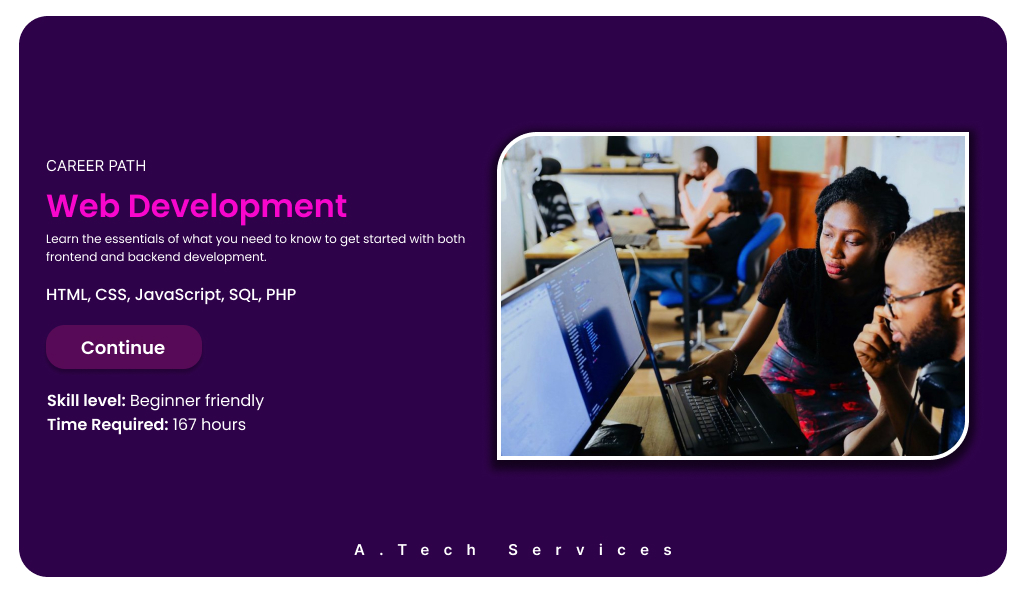 CAREER PATH
Web Development
Learn the essentials of what you need to know to get started with both
frontend and backend development.
HTML, CSS, JavaScript, SQL, PHP
Continue
Skill level: Beginner friendly
Time Required: 167 hours
A.Tech Services